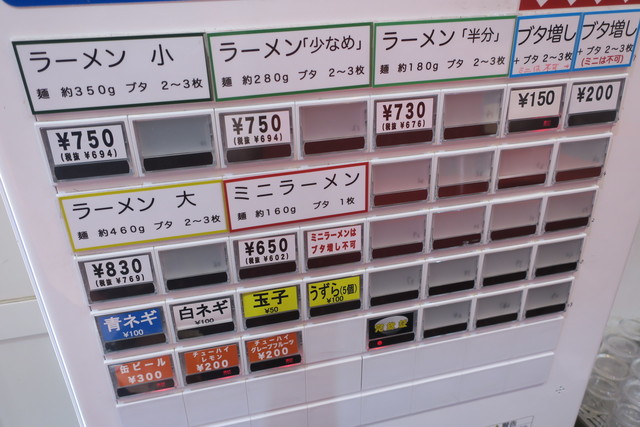 ラーメン 小
麺 約350g ブタ 2〜3枚
ラーメン「少なめ」
麺 約280g ブタ 2〜3枚
ラーメン「半分」
麺 約180g ブタ 2〜3枚
ブタ増し
+ ブタ 2〜3枚
ブタ増し
+ ブタ 2〜3枚
(ミニは不可)
¥750
(税抜 ¥694)
¥750
(税抜 ¥694)
¥730
(税抜 ¥676)
¥150
¥200
ラーメン 大
麺 約460g ブタ 2〜3枚
ミニラーメン
麺 約160g ブタ 1枚
¥830
(税抜 ¥769)
¥650
(税抜 ¥602)
ミニラーメンは
ブタ増し不可
青ネギ
¥100
白ネギ
¥100
玉子
¥50
うずら(5個)
¥100
缶ビール
¥300
チューハイ
レモン
¥200
チューハイ
グレープフルーツ
¥200